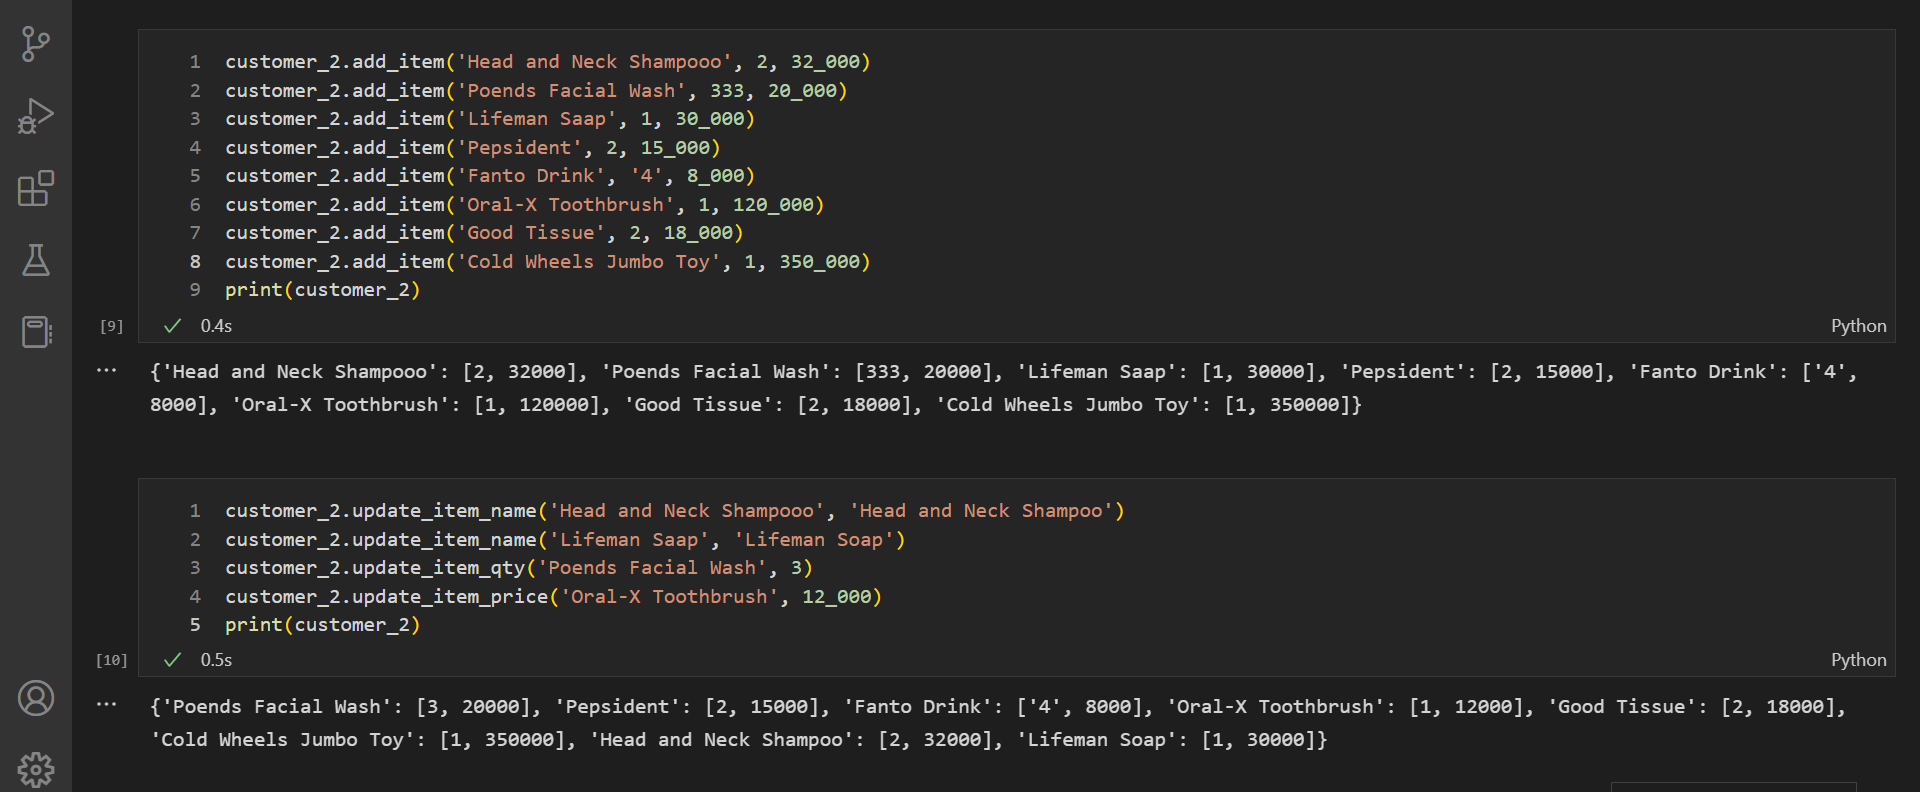 1 customer_2.add_item('Head and Neck Shampooo', 2, 32_000)
2 customer_2.add_item('Poends Facial Wash', 333, 20_000)
3 customer_2.add_item('Lifeman Saap', 1, 30_000)
4 customer_2.add_item('Pepsident', 2, 15_000)
5 customer_2.add_item('Fanto Drink', '4', 8_000)
6 customer_2.add_item('Oral-X Toothbrush', 1, 120_000)
7 customer_2.add_item('Good Tissue', 2, 18_000)
8 customer_2.add_item('Cold Wheels Jumbo Toy', 1, 350_000)
9 print(customer_2)
[9] ✓ 0.4s Python
{'Head and Neck Shampooo': [2, 32000], 'Poends Facial Wash': [333, 20000], 'Lifeman Saap': [1, 30000], 'Pepsident': [2, 15000], 'Fanto Drink': ['4',
8000], 'Oral-X Toothbrush': [1, 120000], 'Good Tissue': [2, 18000], 'Cold Wheels Jumbo Toy': [1, 350000]}
1 customer_2.update_item_name('Head and Neck Shampooo', 'Head and Neck Shampoo')
2 customer_2.update_item_name('Lifeman Saap', 'Lifeman Soap')
3 customer_2.update_item_qty('Poends Facial Wash', 3)
4 customer_2.update_item_price('Oral-X Toothbrush', 12_000)
5 print(customer_2)
[10] ✓ 0.5s Python
{'Poends Facial Wash': [3, 20000], 'Pepsident': [2, 15000], 'Fanto Drink': ['4', 8000], 'Oral-X Toothbrush': [1, 12000], 'Good Tissue': [2, 18000],
'Cold Wheels Jumbo Toy': [1, 350000], 'Head and Neck Shampoo': [2, 32000], 'Lifeman Soap': [1, 30000]}